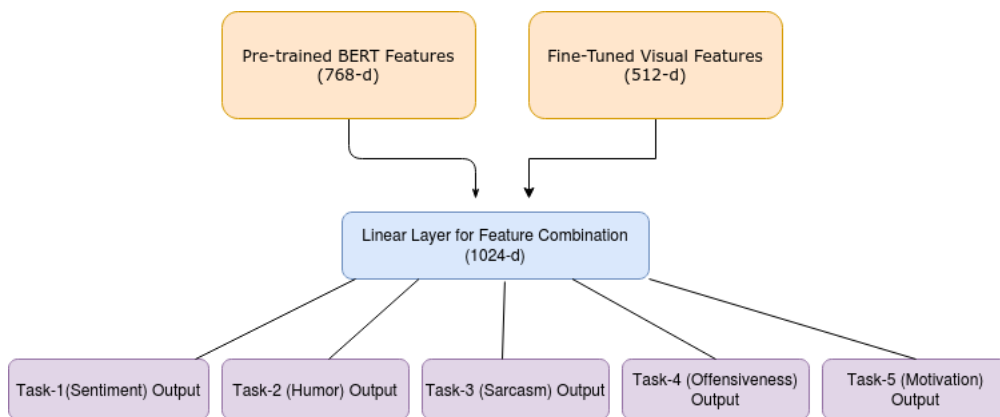 Pre-trained BERT Features
(768-d)
Fine-Tuned Visual Features
(512-d)
Linear Layer for Feature Combination
(1024-d)
Task-1(Sentiment) Output
Task-2 (Humor) Output
Task-3 (Sarcasm) Output
Task-4 (Offensiveness)
Output
Task-5 (Motivation)
Output